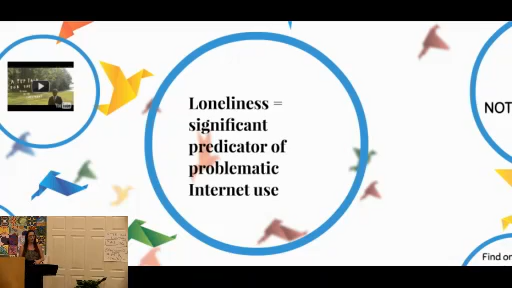 Loneliness =
significant
predicator of
problematic
Internet use
NOT
Find or